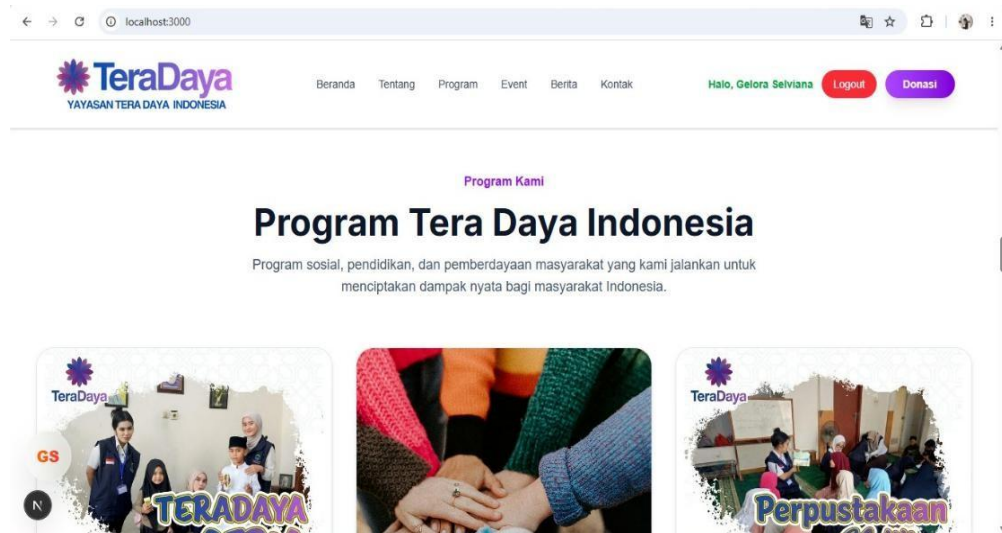 localhost:3000
TeraDaya
YAYASAN TERA DAYA INDONESIA
Beranda Tentang Program Event Berita Kontak
Halo, Gelora Selviana Logout Donasi
Program Kami
Program Tera Daya Indonesia
Program sosial, pendidikan, dan pemberdayaan masyarakat yang kami jalankan untuk
menciptakan dampak nyata bagi masyarakat Indonesia.
TeraDaya
TERADAYA
TeraDaya
Perpustakaan
GS
N